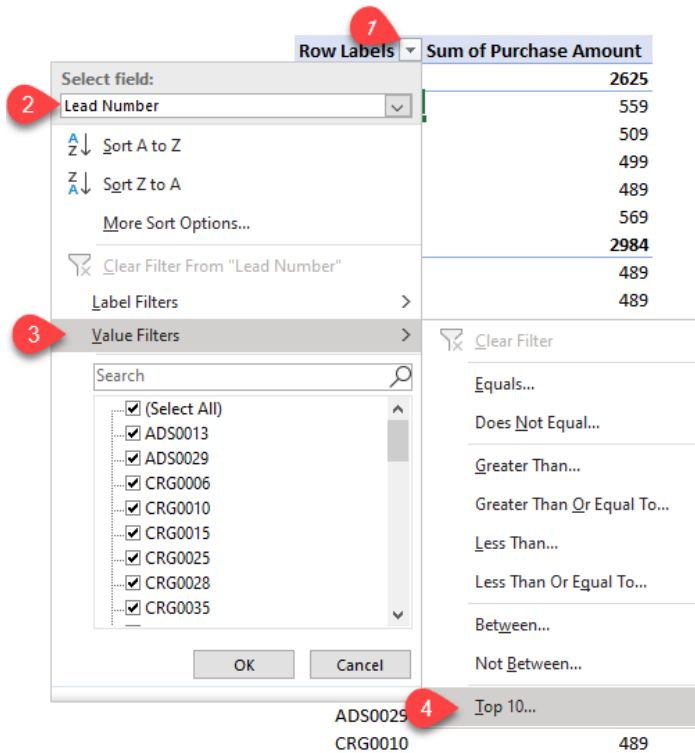 1
Row Labels Sum of Purchase Amount
Select field:
2625
2
Lead Number
559
Sort A to Z
509
499
Sort Z to A
489
More Sort Options...
569
2984
Clear Filter From "Lead Number"
489
Label Filters
489
3
Value Filters
Clear Filter
Search
Equals...
(Select All)
Does Not Equal...
ADS0013
ADS0029
Greater Than...
CRG0006
CRG0010
Greater Than Or Equal To...
CRG0015
Less Than...
CRG0025
CRG0028
Less Than Or Equal To...
CRG0035
Between...
OK Cancel
Not Between...
4
Top 10...
ADS0029
CRG0010 489